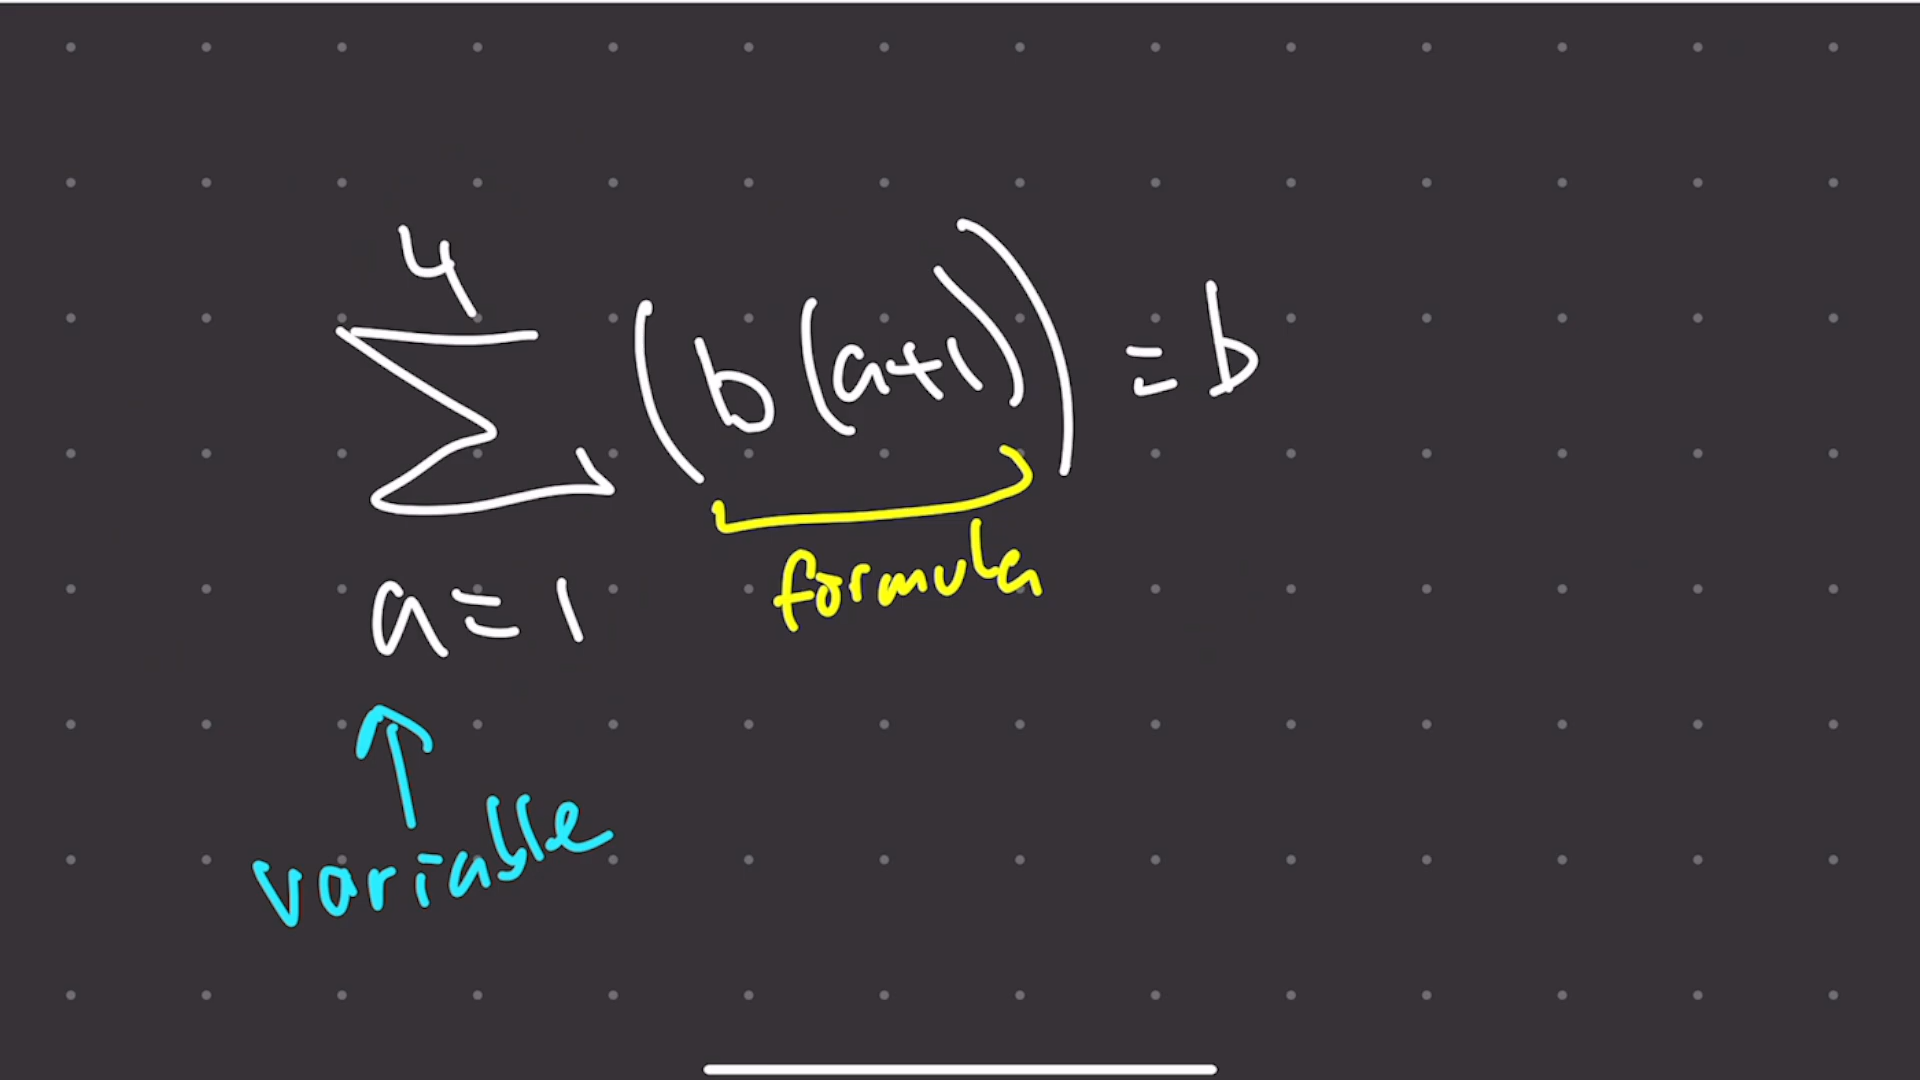 4
∑ (b(a+1)) = b
a=1
formula
variable